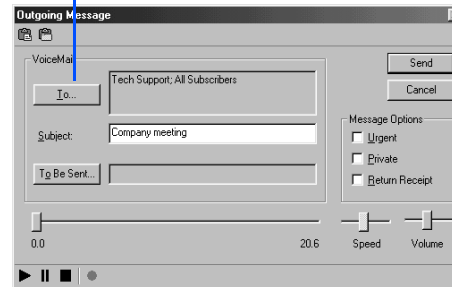 Outgoing Message
VoiceMail
To...
Tech Support; All Subscribers
Subject:
Company meeting
To Be Sent...
Send
Cancel
Message Options
Urgent
Private
Return Receipt
0.0
20.6
Speed
Volume